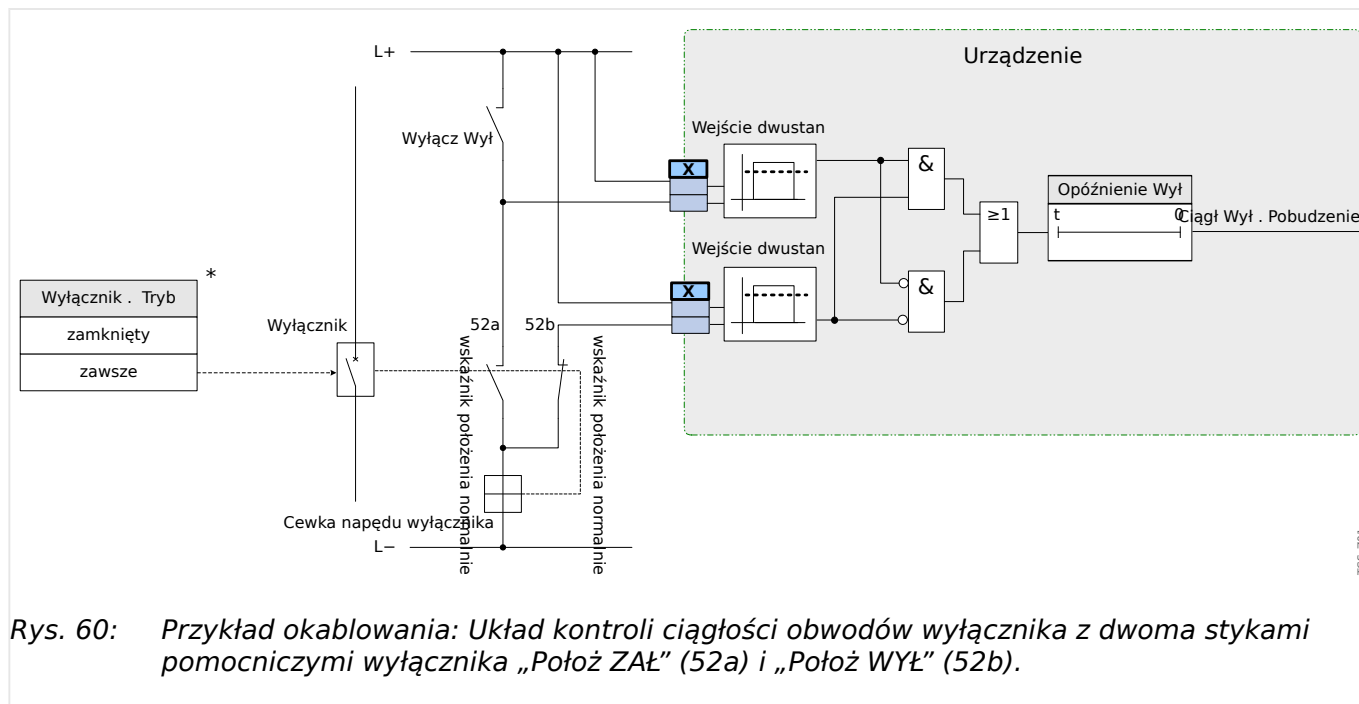 L+
Urządzenie
Wyłącz Wył
Wejście dwustan
X
&
Opóźnienie Wył
t 0
≥1
Ciągł Wył . Pobudzenie
Wejście dwustan
X
&
*
Wyłącznik . Tryb
zamknięty
zawsze
Wyłącznik
52a
52b
wskaźnik położenia normalnie
wskaźnik położenia normalnie
Cewka napędu wyłącznika
L−
Rys. 60: Przykład okablowania: Układ kontroli ciągłości obwodów wyłącznika z dwoma stykami
pomocniczymi wyłącznika „Położ ZAŁ” (52a) i „Położ WYŁ” (52b).